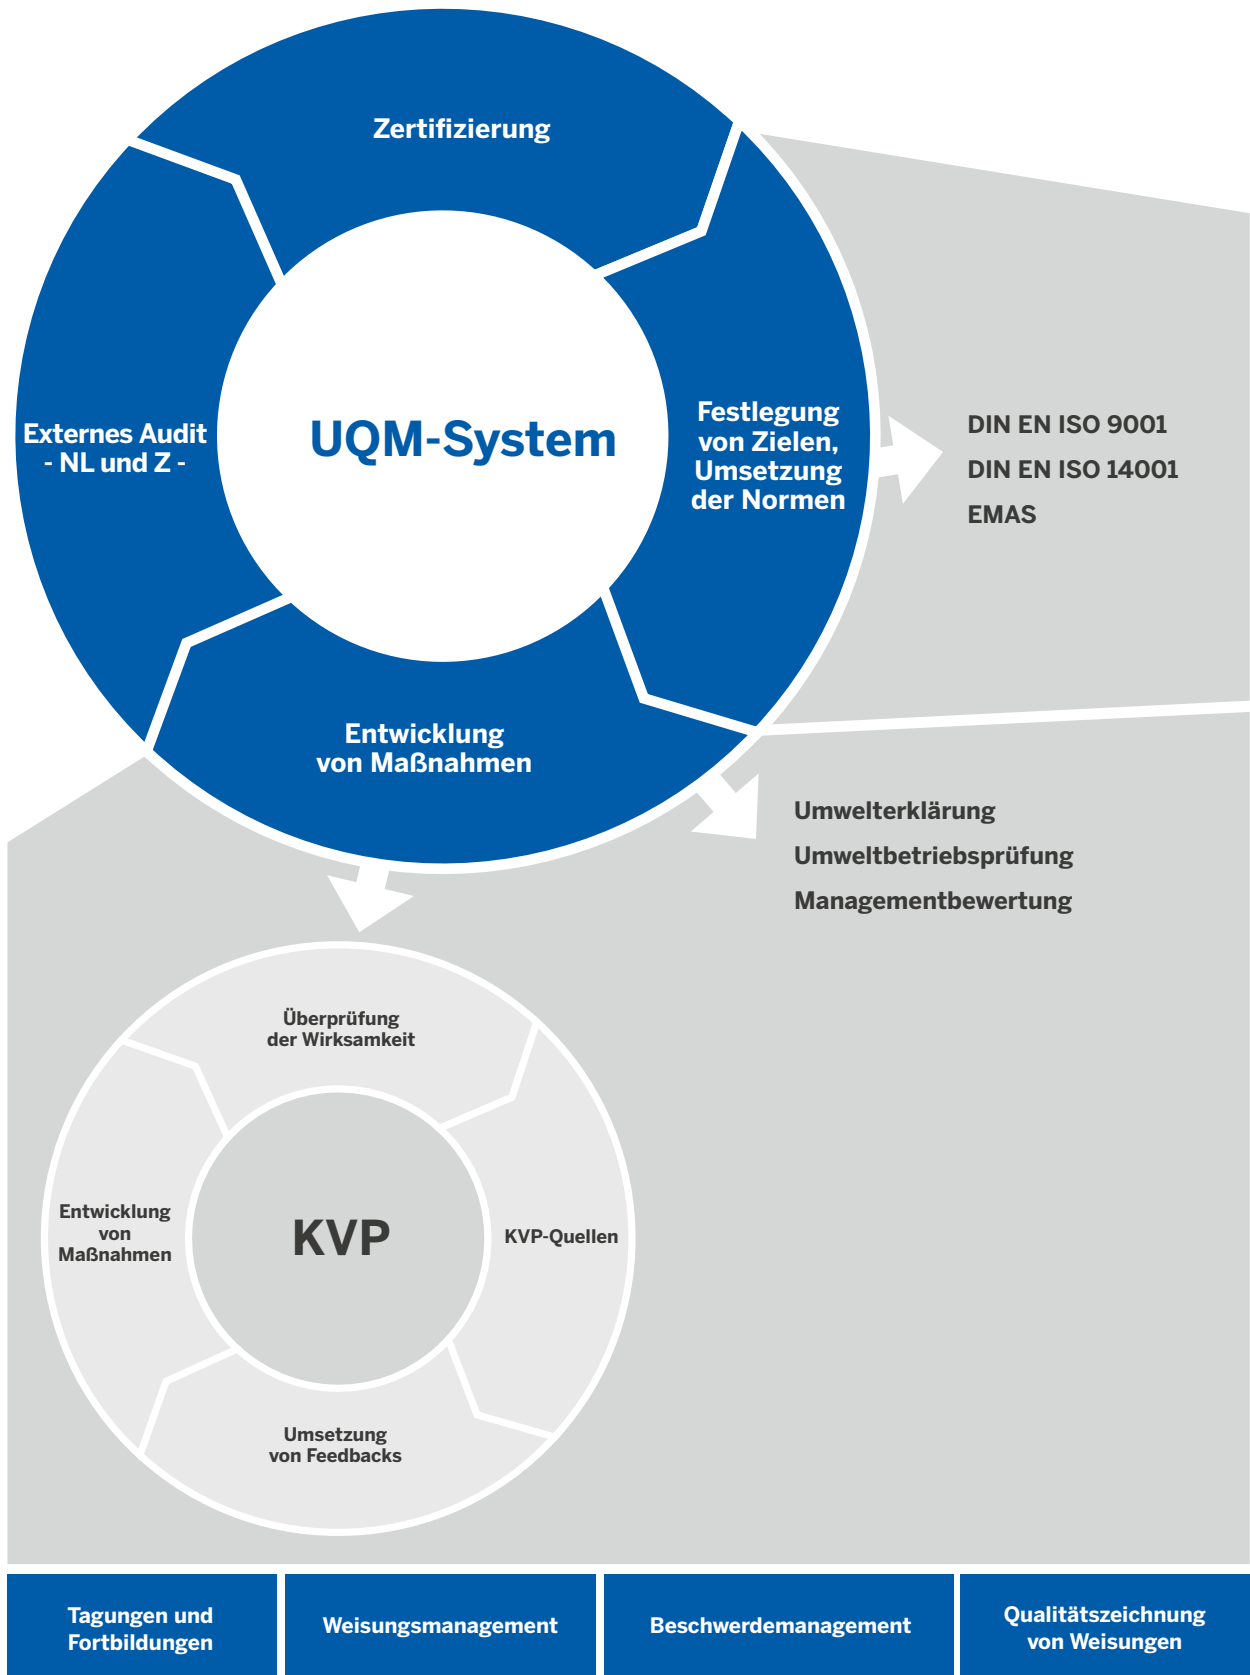 Zertifizierung
Externes Audit
- NL und Z -
UQM-System
Festlegung
von Zielen,
Umsetzung
der Normen
DIN EN ISO 9001
DIN EN ISO 14001
EMAS
Entwicklung
von Maßnahmen
Umwelterklärung
Umweltbetriebsprüfung
Managementbewertung
Überprüfung
der Wirksamkeit
Entwicklung
von
Maßnahmen
KVP
KVP-Quellen
Umsetzung
von Feedbacks
Tagungen und
Fortbildungen
Weisungsmanagement
Beschwerdemanagement
Qualitätszeichnung
von Weisungen